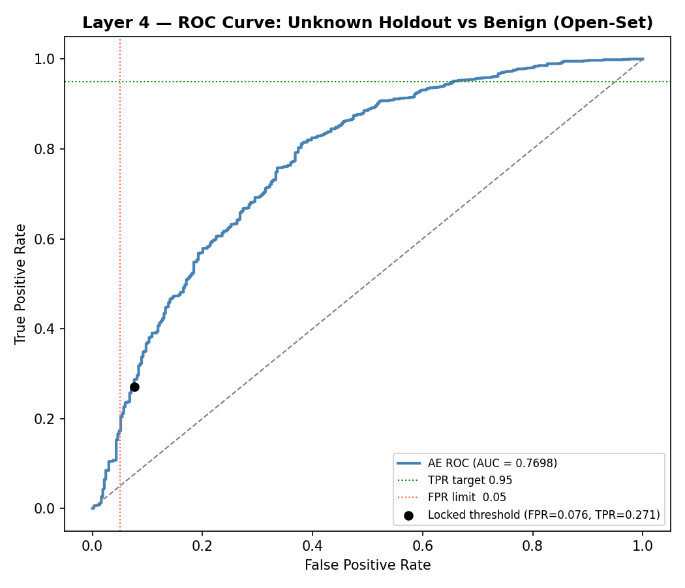 Layer 4 — ROC Curve: Unknown Holdout vs Benign (Open-Set)
1.0
0.8
0.6
0.4
0.2
0.0
True Positive Rate
AE ROC (AUC = 0.7698)
TPR target 0.95
FPR limit 0.05
Locked threshold (FPR=0.076, TPR=0.271)
0.0 0.2 0.4 0.6 0.8 1.0
False Positive Rate